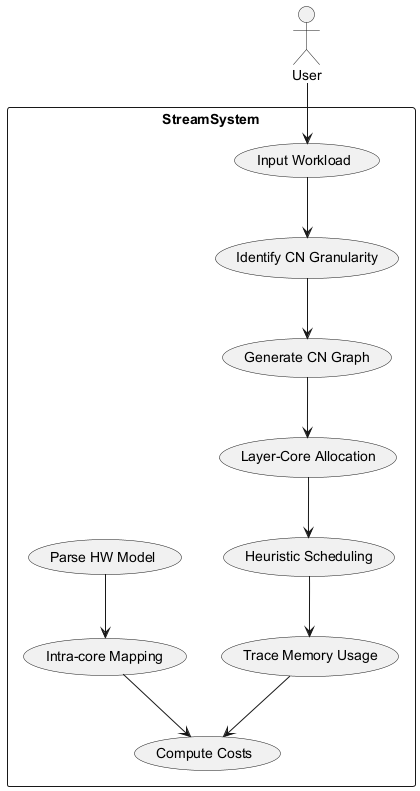 User
StreamSystem
Input Workload
Identify CN Granularity
Generate CN Graph
Layer-Core Allocation
Parse HW Model
Heuristic Scheduling
Intra-core Mapping
Trace Memory Usage
Compute Costs